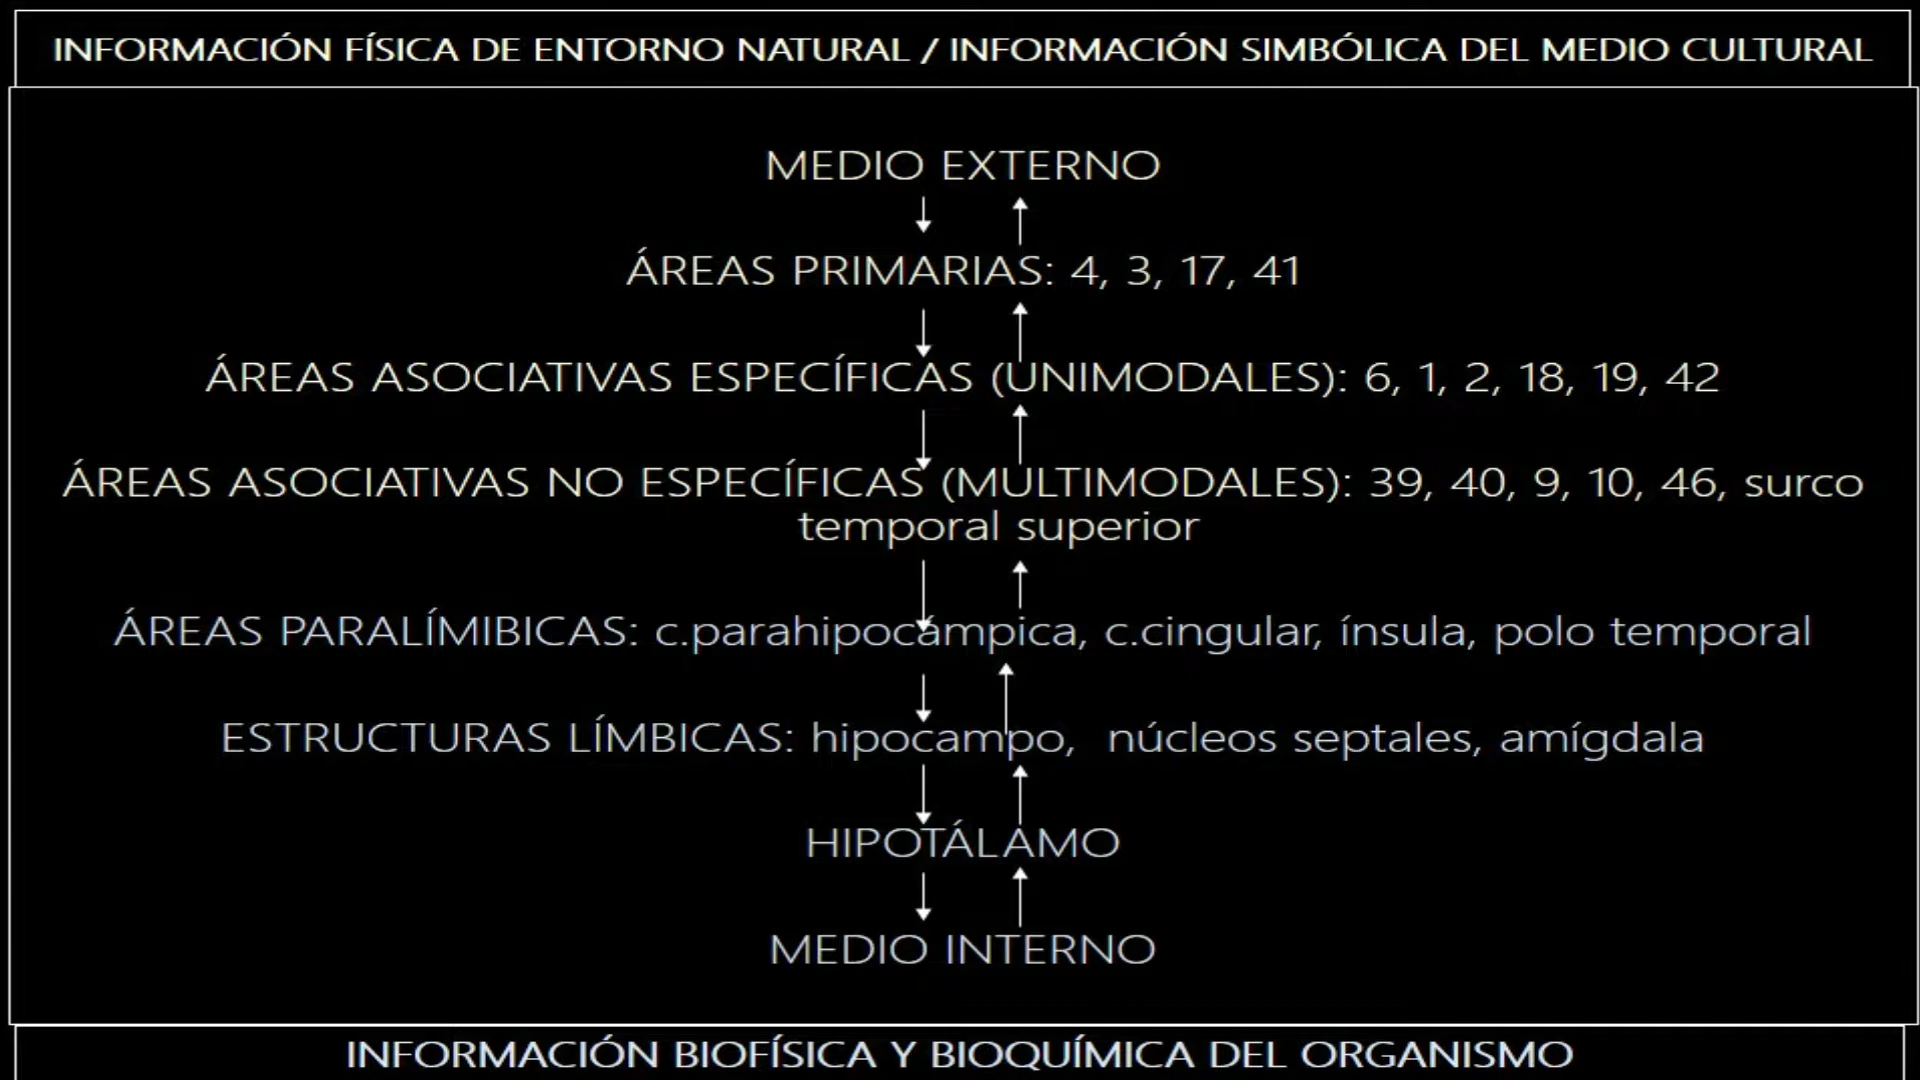 INFORMACIÓN FÍSICA DE ENTORNO NATURAL / INFORMACIÓN SIMBÓLICA DEL MEDIO CULTURAL
MEDIO EXTERNO
ÁREAS PRIMARIAS: 4, 3, 17, 41
ÁREAS ASOCIATIVAS ESPECÍFICAS (UNIMODALES): 6, 1, 2, 18, 19, 42
ÁREAS ASOCIATIVAS NO ESPECÍFICAS (MULTIMODALES): 39, 40, 9, 10, 46, surco
temporal superior
ÁREAS PARALÍMIBICAS: c.parahipocámpica, c.cingular, ínsula, polo temporal
ESTRUCTURAS LÍMBICAS: hipocampo, núcleos septales, amígdala
HIPOTÁLAMO
MEDIO INTERNO
INFORMACIÓN BIOFÍSICA Y BIOQUÍMICA DEL ORGANISMO